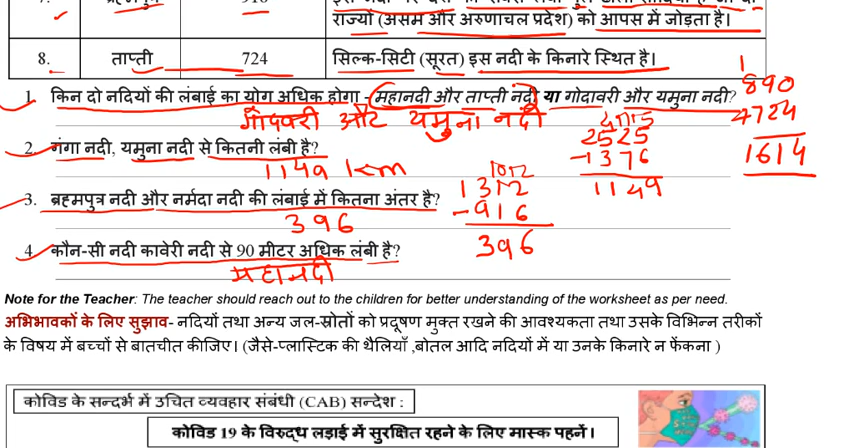 7. ब्रह्मपुत्र 916
राज्यों (असम और अरुणाचल प्रदेश) को आपस में जोड़ता है।
8. ताप्ती 724 सिल्क-सिटी (सूरत) इस नदी के किनारे स्थित है।
1. किन दो नदियों की लंबाई का योग अधिक होगा - (महानदी और ताप्ती नदी) या गोदावरी और यमुना नदी?
गोदावरी और यमुना नदी
890
+724
1614
2. गंगा नदी, यमुना नदी से कितनी लंबी है?
1149 km
2525
-1376
1149
3. ब्रह्मपुत्र नदी और नर्मदा नदी की लंबाई में कितना अंतर है?
396
1312
-916
396
4 कौन-सी नदी कावेरी नदी से 90 मीटर अधिक लंबी है?
महानदी
Note for the Teacher: The teacher should reach out to the children for better understanding of the worksheet as per need.
अभिभावकों के लिए सुझाव- नदियों तथा अन्य जल-स्रोतों को प्रदूषण मुक्त रखने की आवश्यकता तथा उसके विभिन्न तरीकों
के विषय में बच्चों से बातचीत कीजिए। (जैसे-प्लास्टिक की थैलियाँ ,बोतल आदि नदियों में या उनके किनारे न फेंकना )
कोविड के सन्दर्भ में उचित व्यवहार संबंधी (CAB) सन्देश :
कोविड 19 के विरुद्ध लड़ाई में सुरक्षित रहने के लिए मास्क पहनें।